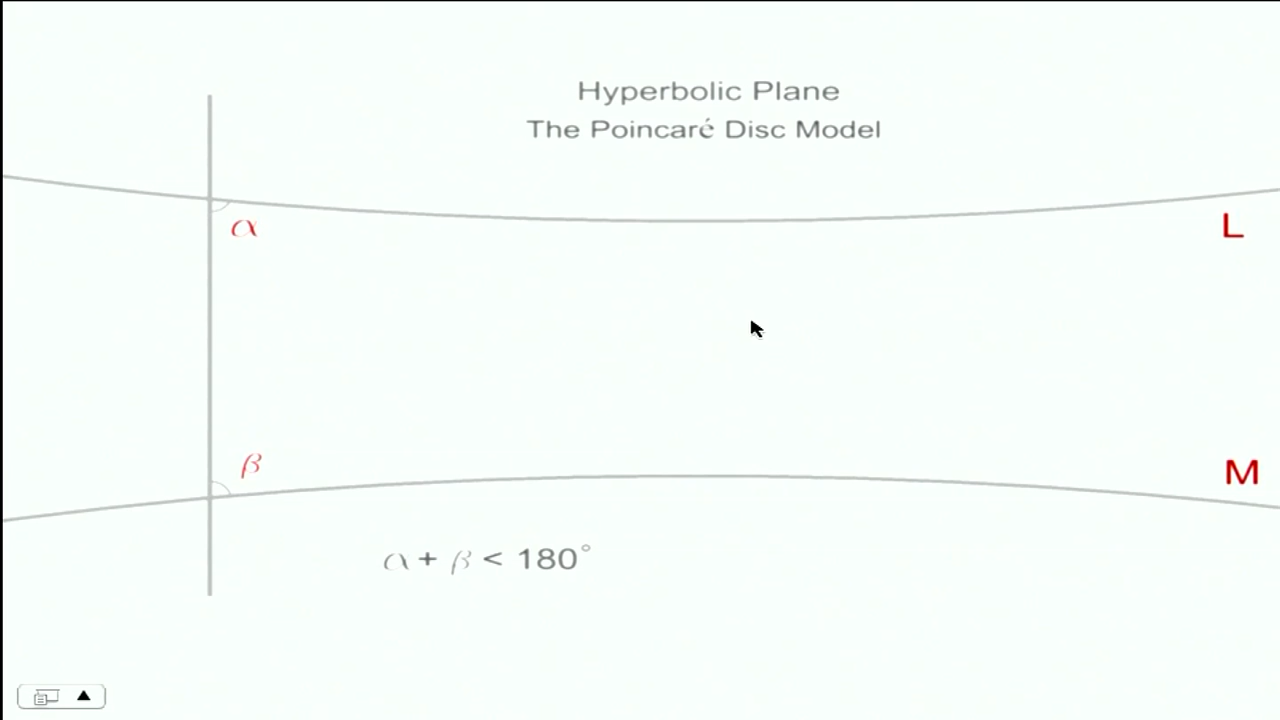 Hyperbolic Plane
The Poincaré Disc Model
α
L
β
M
α + β < 180°